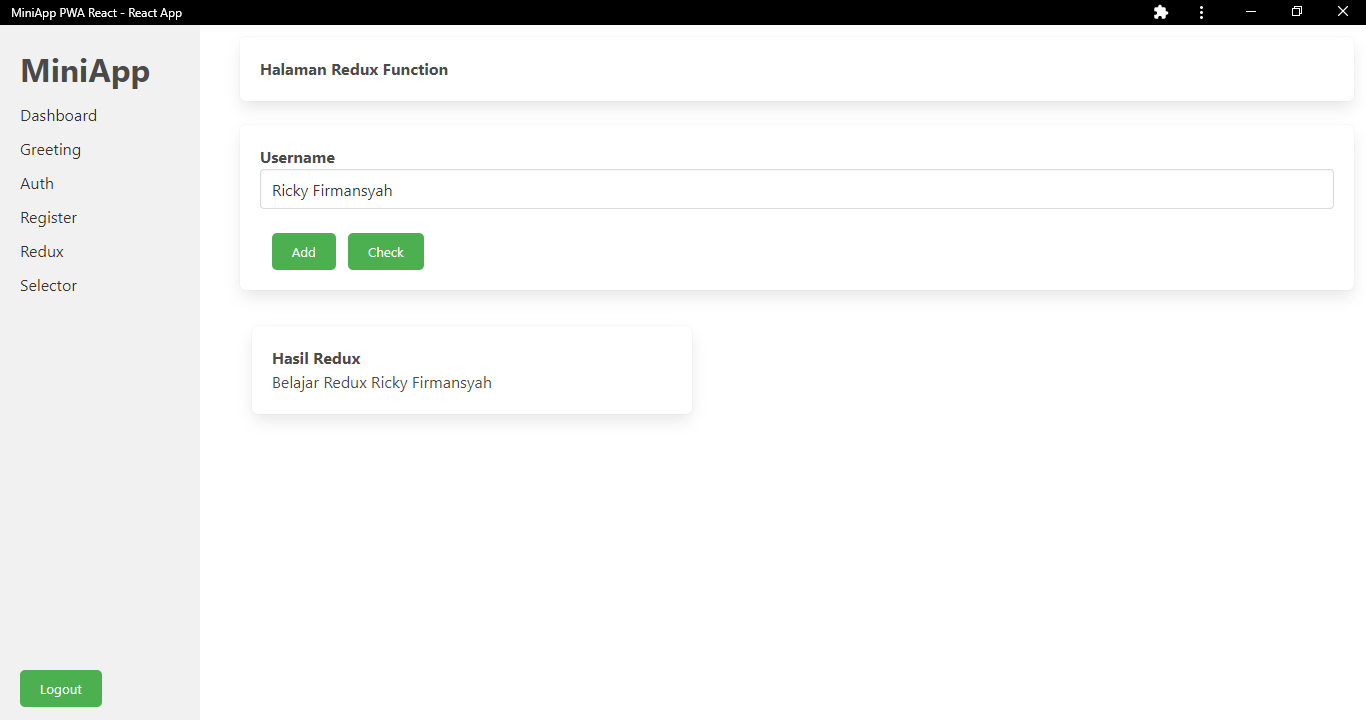 MiniApp PWA React - React App
MiniApp
Dashboard
Greeting
Auth
Register
Redux
Selector
Logout
Halaman Redux Function
Username
Ricky Firmansyah
Add Check
Hasil Redux
Belajar Redux Ricky Firmansyah